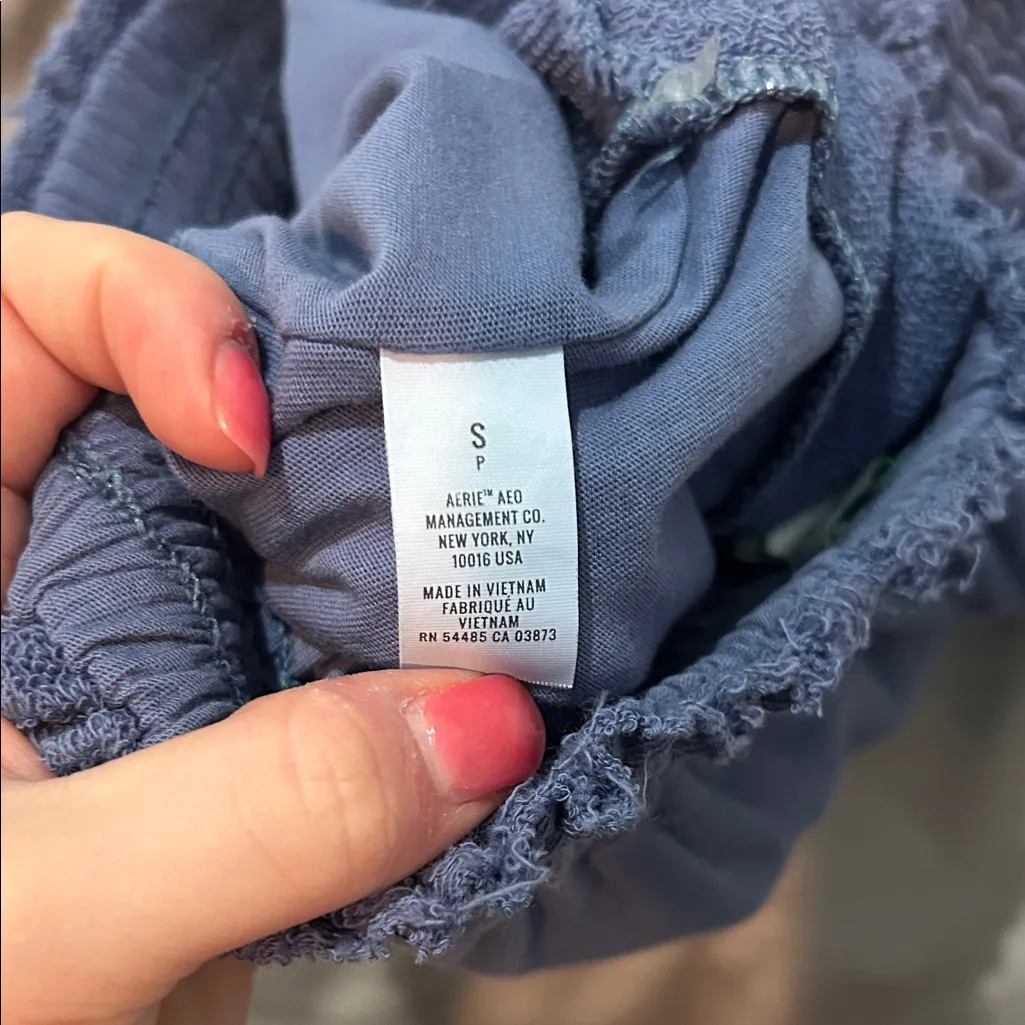 S
P
AERIE™ AEO
MANAGEMENT CO.
NEW YORK, NY
10016 USA
MADE IN VIETNAM
FABRIQUÉ AU
VIETNAM
RN 54485 CA 03873